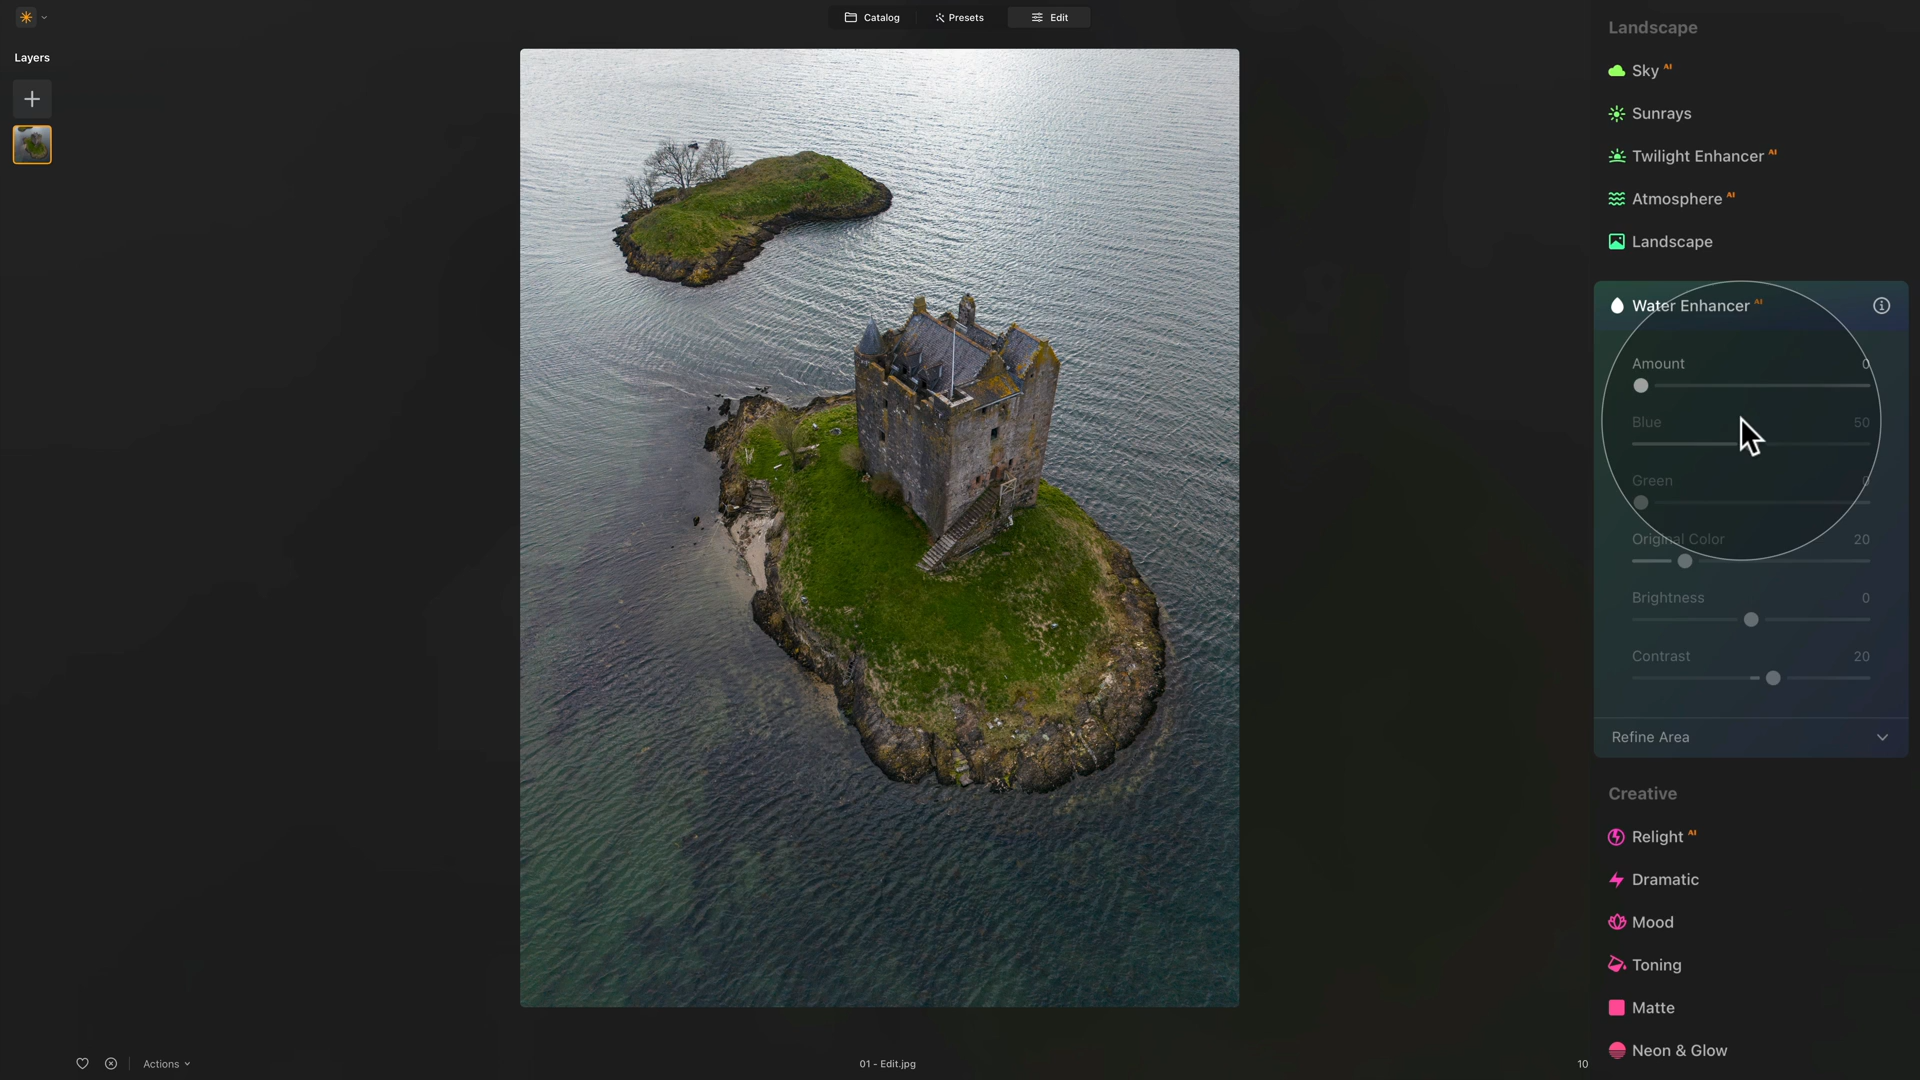 Catalog
Presets
Edit
Layers
Landscape
Sky AI
Sunrays
Twilight Enhancer AI
Atmosphere AI
Landscape
Water Enhancer AI
Amount 0
Blue 50
Green 0
Original Color 20
Brightness 0
Contrast 20
Refine Area
Creative
Relight AI
Dramatic
Mood
Toning
Matte
Neon & Glow
Actions
01 - Edit.jpg
10